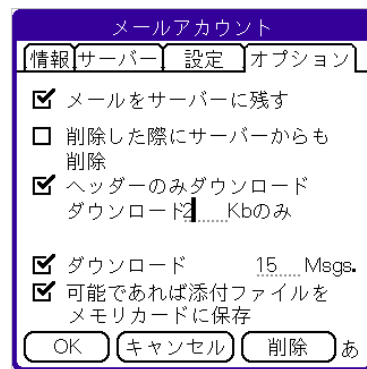 メールアカウント
情報 サーバー 設定 オプション
メールをサーバーに残す
削除した際にサーバーからも
削除
ヘッダーのみダウンロード
ダウンロード2 Kbのみ
ダウンロード 15 Msgs.
可能であれば添付ファイルを
メモリカードに保存
OK キャンセル 削除 あ